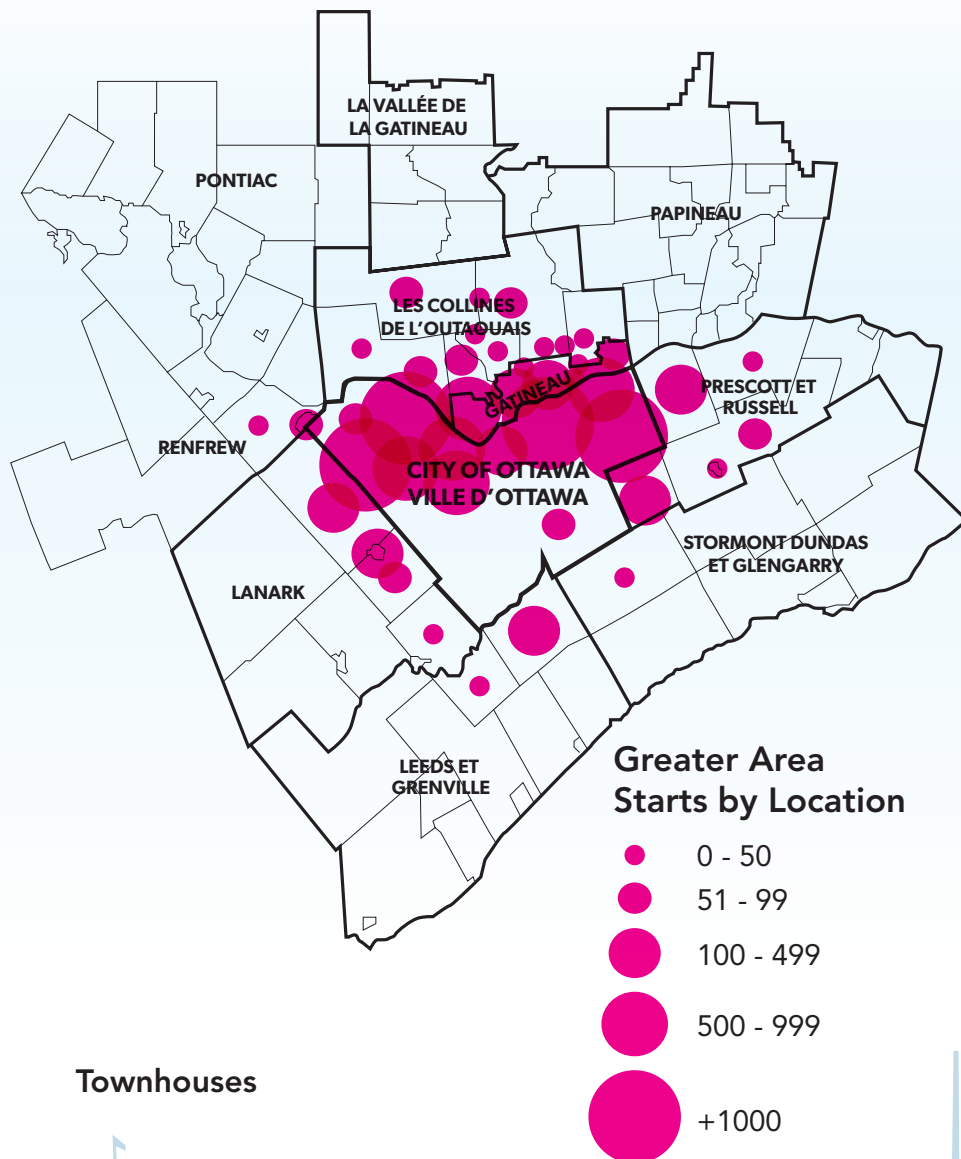 LA VALLÉE DE
LA GATINEAU
PONTIAC
PAPINEAU
LES COLLINES
DE L'OUTAOUAIS
GATINEAU
PRESCOTT ET
RUSSELL
RENFREW
CITY OF OTTAWA
VILLE D'OTTAWA
STORMONT DUNDAS
ET GLENGARRY
LANARK
LEEDS ET
GRENVILLE
Greater Area
Starts by Location
0 - 50
51 - 99
100 - 499
500 - 999
+1000
Townhouses